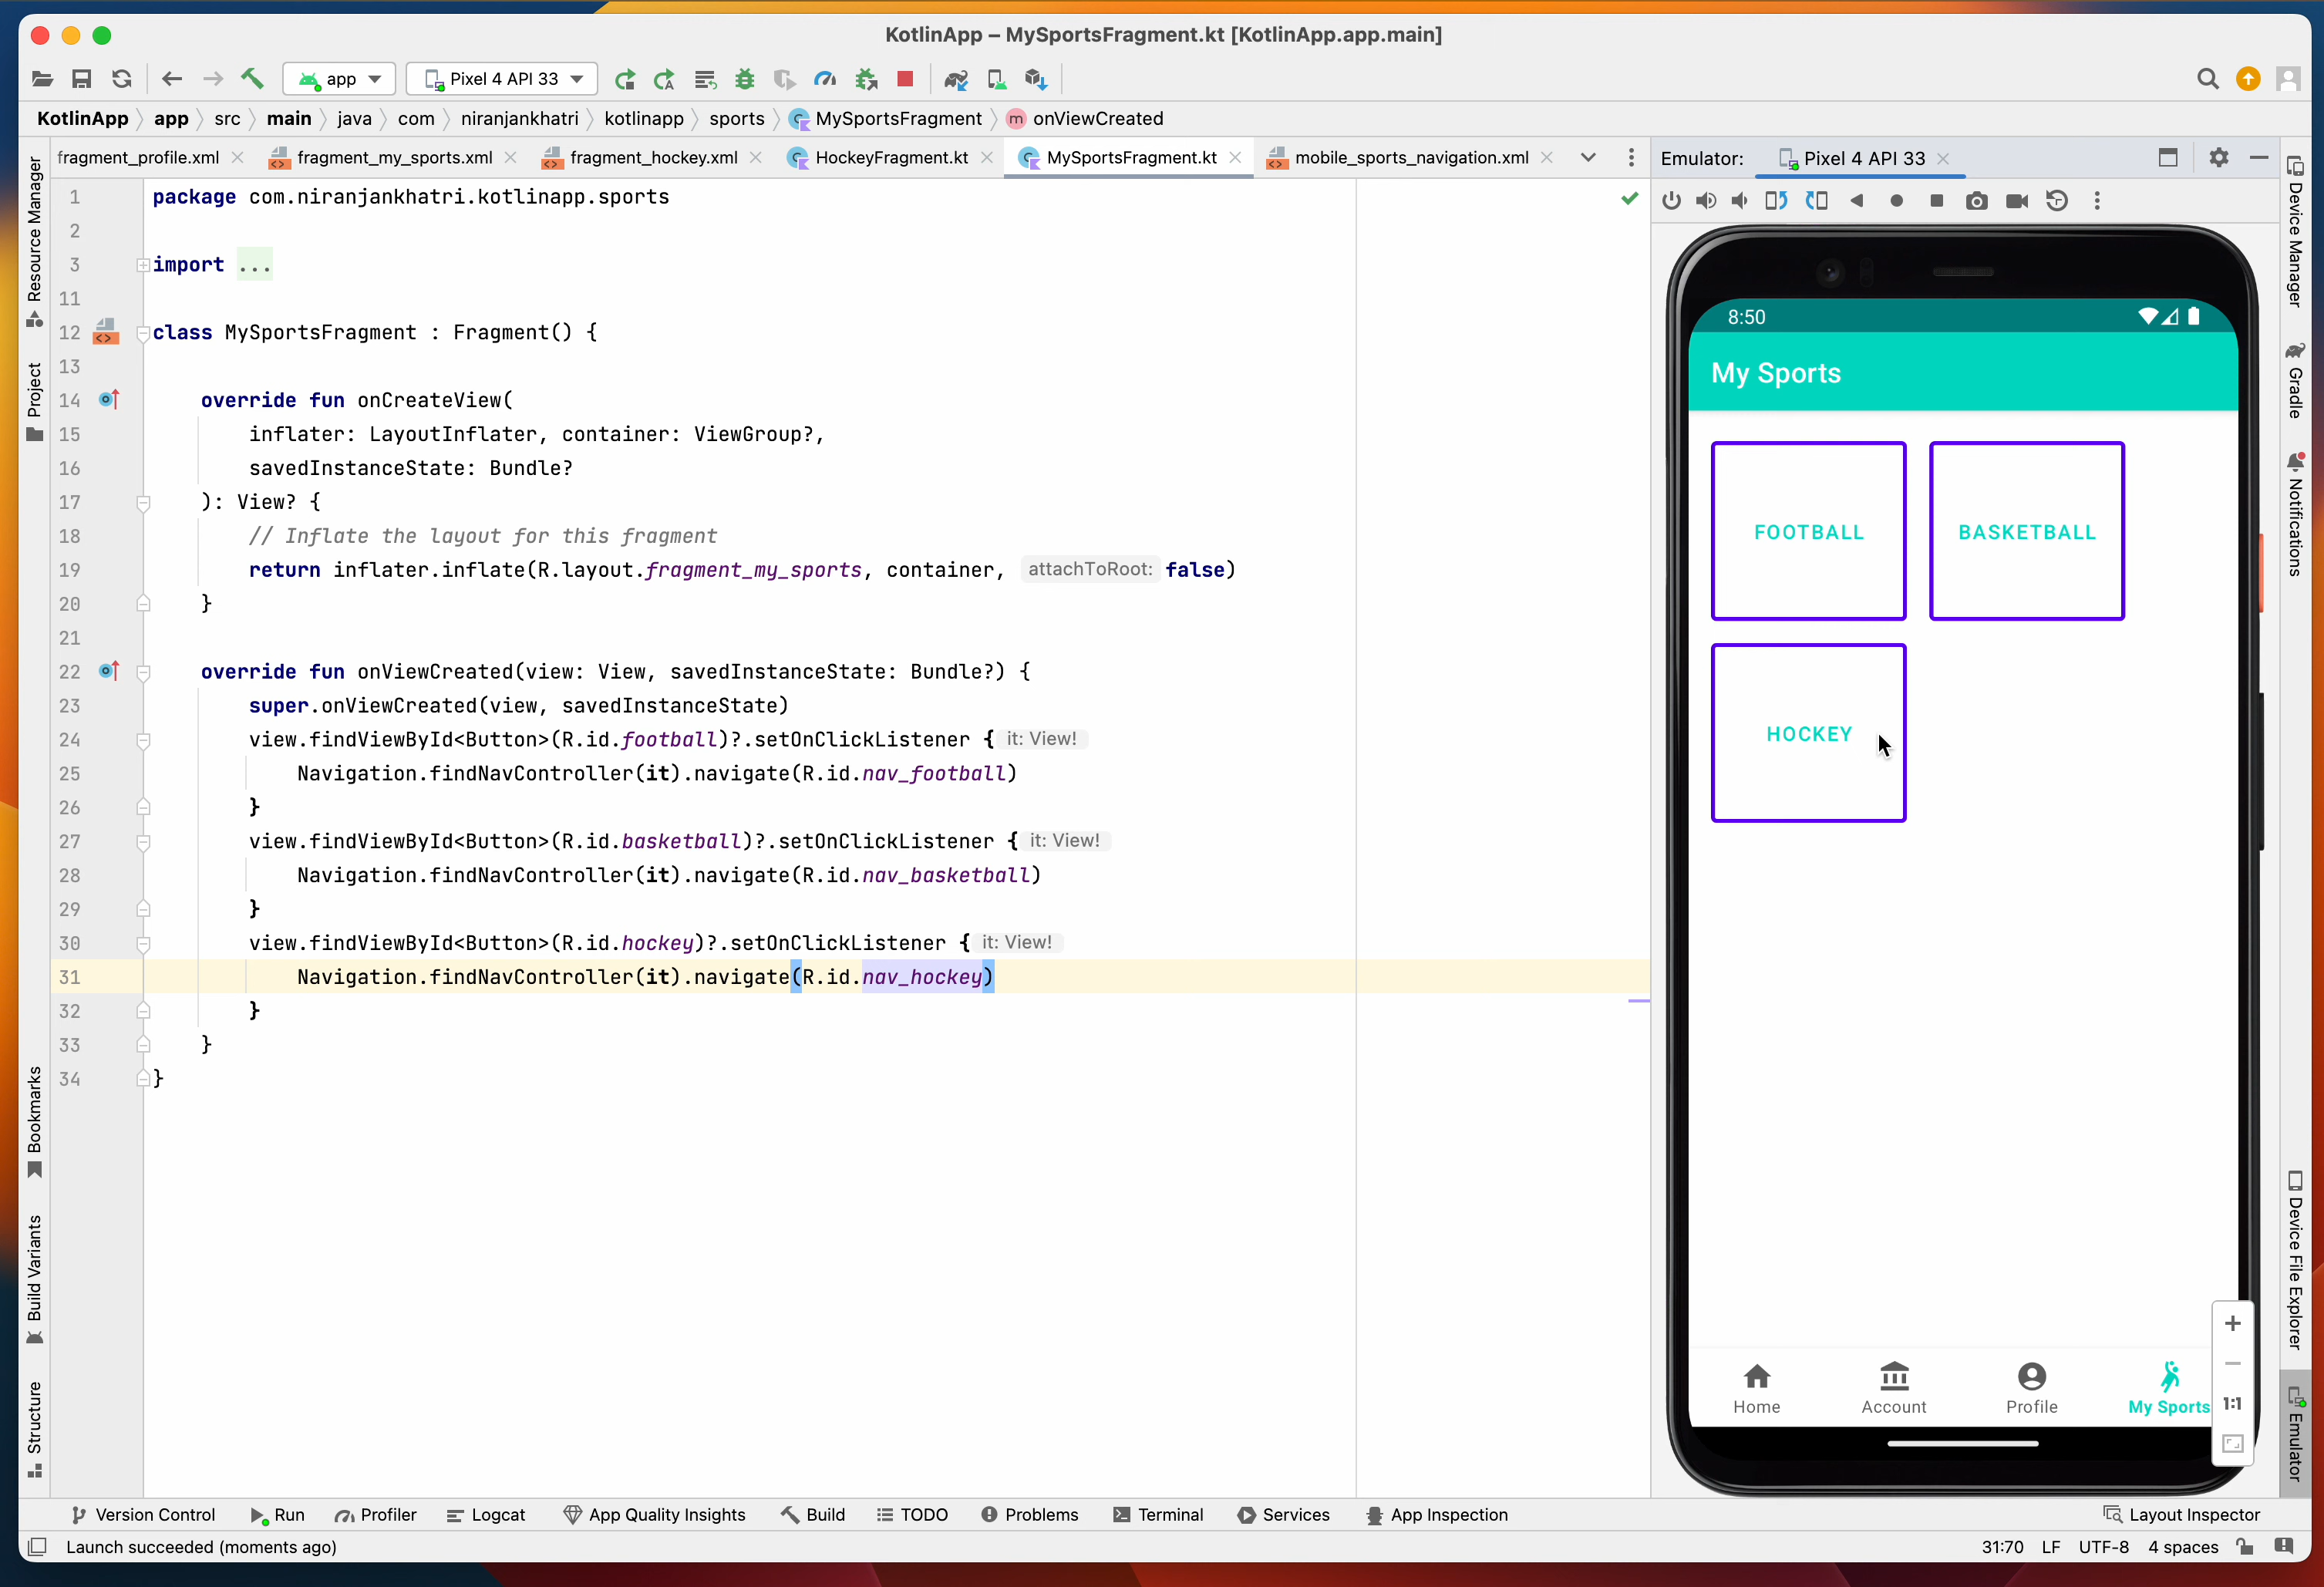 KotlinApp – MySportsFragment.kt [KotlinApp.app.main]
app
Pixel 4 API 33
KotlinApp app src main java com niranjankhatri kotlinapp sports MySportsFragment m onViewCreated
fragment_profile.xml fragment_my_sports.xml fragment_hockey.xml HockeyFragment.kt MySportsFragment.kt mobile_sports_navigation.xml
Emulator: Pixel 4 API 33
Resource Manager
Project
Bookmarks
Build Variants
Structure
1 package com.niranjankhatri.kotlinapp.sports
2
3 import ...
11
12 class MySportsFragment : Fragment() {
13
14 override fun onCreateView(
15 inflater: LayoutInflater, container: ViewGroup?,
16 savedInstanceState: Bundle?
17 ): View? {
18 // Inflate the layout for this fragment
19 return inflater.inflate(R.layout.fragment_my_sports, container, attachToRoot: false)
20 }
21
22 override fun onViewCreated(view: View, savedInstanceState: Bundle?) {
23 super.onViewCreated(view, savedInstanceState)
24 view.findViewById<Button>(R.id.football)?.setOnClickListener { it: View!
25 Navigation.findNavController(it).navigate(R.id.nav_football)
26 }
27 view.findViewById<Button>(R.id.basketball)?.setOnClickListener { it: View!
28 Navigation.findNavController(it).navigate(R.id.nav_basketball)
29 }
30 view.findViewById<Button>(R.id.hockey)?.setOnClickListener { it: View!
31 Navigation.findNavController(it).navigate(R.id.nav_hockey)
32 }
33 }
34 }
8:50
My Sports
FOOTBALL BASKETBALL
HOCKEY
Home Account Profile My Sports
1:1
Device Manager
Gradle
Notifications
Device File Explorer
Emulator
Version Control Run Profiler Logcat App Quality Insights Build TODO Problems Terminal Services App Inspection Layout Inspector
Launch succeeded (moments ago) 31:70 LF UTF-8 4 spaces